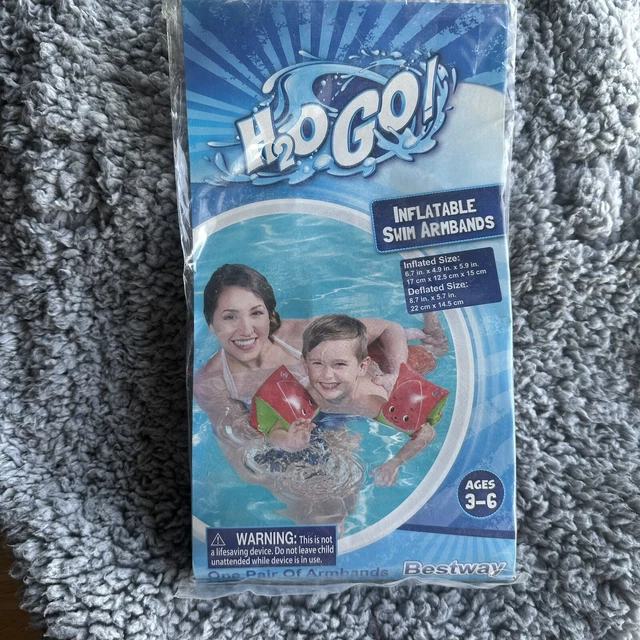 H2O GO!
INFLATABLE
SWIM ARMBANDS
Inflated Size:
6.7 in. x 4.9 in. x 5.9 in.
17 cm x 12.5 cm x 15 cm
Deflated Size:
8.7 in. x 5.7 in.
22 cm x 14.5 cm
AGES
3-6
WARNING: This is not
a lifesaving device. Do not leave child
unattended while device is in use.
One Pair Of Armbands
Bestway